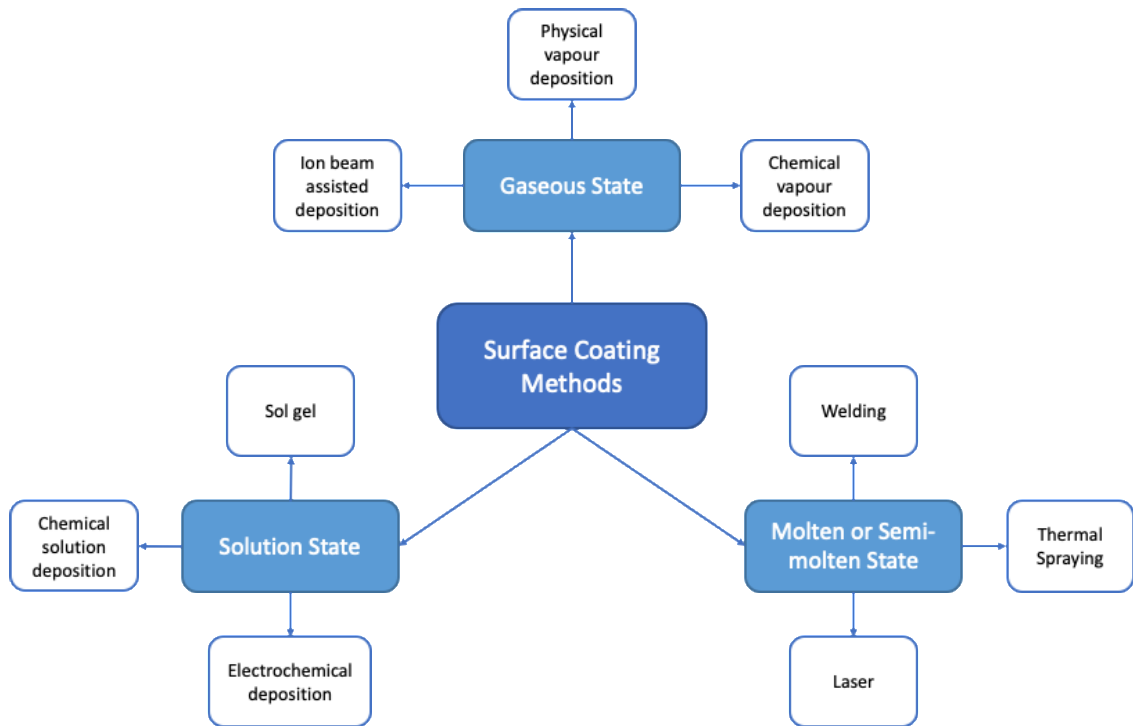 Physical
vapour
deposition
Ion beam
assisted
deposition
Gaseous State
Chemical
vapour
deposition
Surface Coating
Methods
Sol gel
Welding
Chemical
solution
deposition
Solution State
Molten or Semi-
molten State
Thermal
Spraying
Electrochemical
deposition
Laser